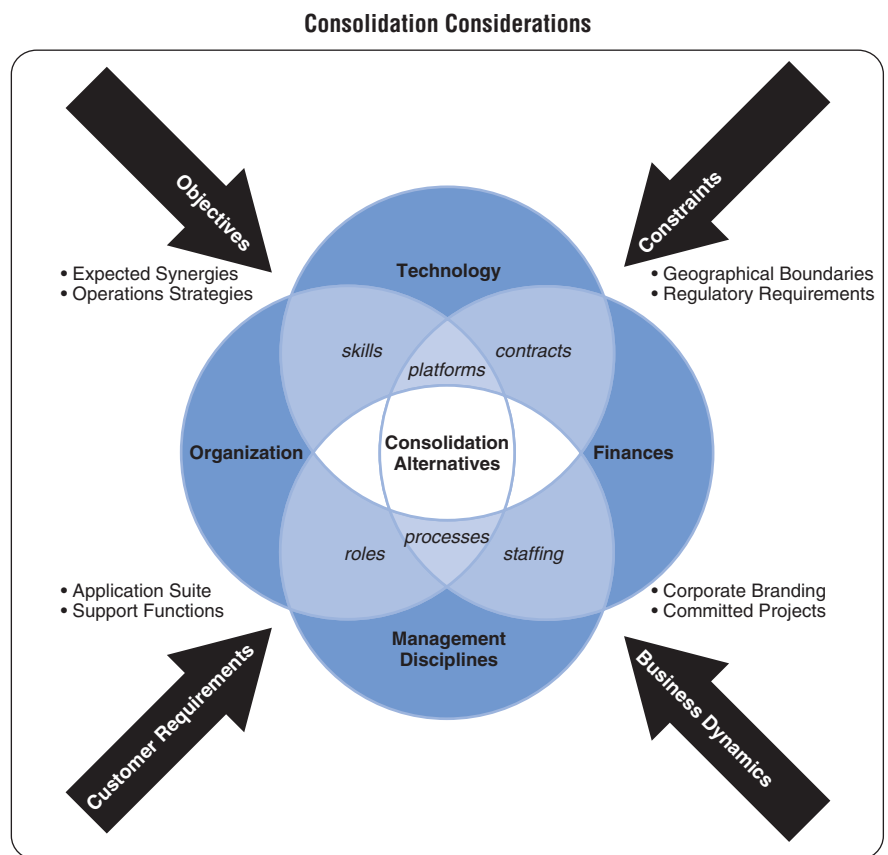 Consolidation Considerations
Objectives
Constraints
• Expected Synergies
• Operations Strategies
• Geographical Boundaries
• Regulatory Requirements
Technology
skills
contracts
platforms
Organization
Consolidation
Alternatives
Finances
processes
roles
staffing
• Application Suite
• Support Functions
• Corporate Branding
• Committed Projects
Management
Disciplines
Customer Requirements
Business Dynamics